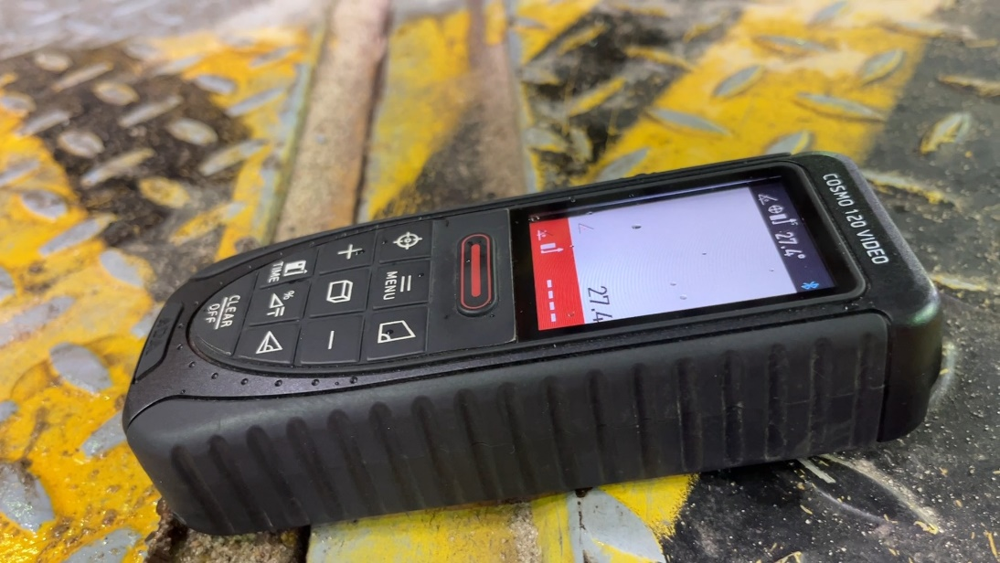 COSMO 120 VIDEO
27.4°
27.4
TIME
+
MENU
CLEAR
OFF
%
−